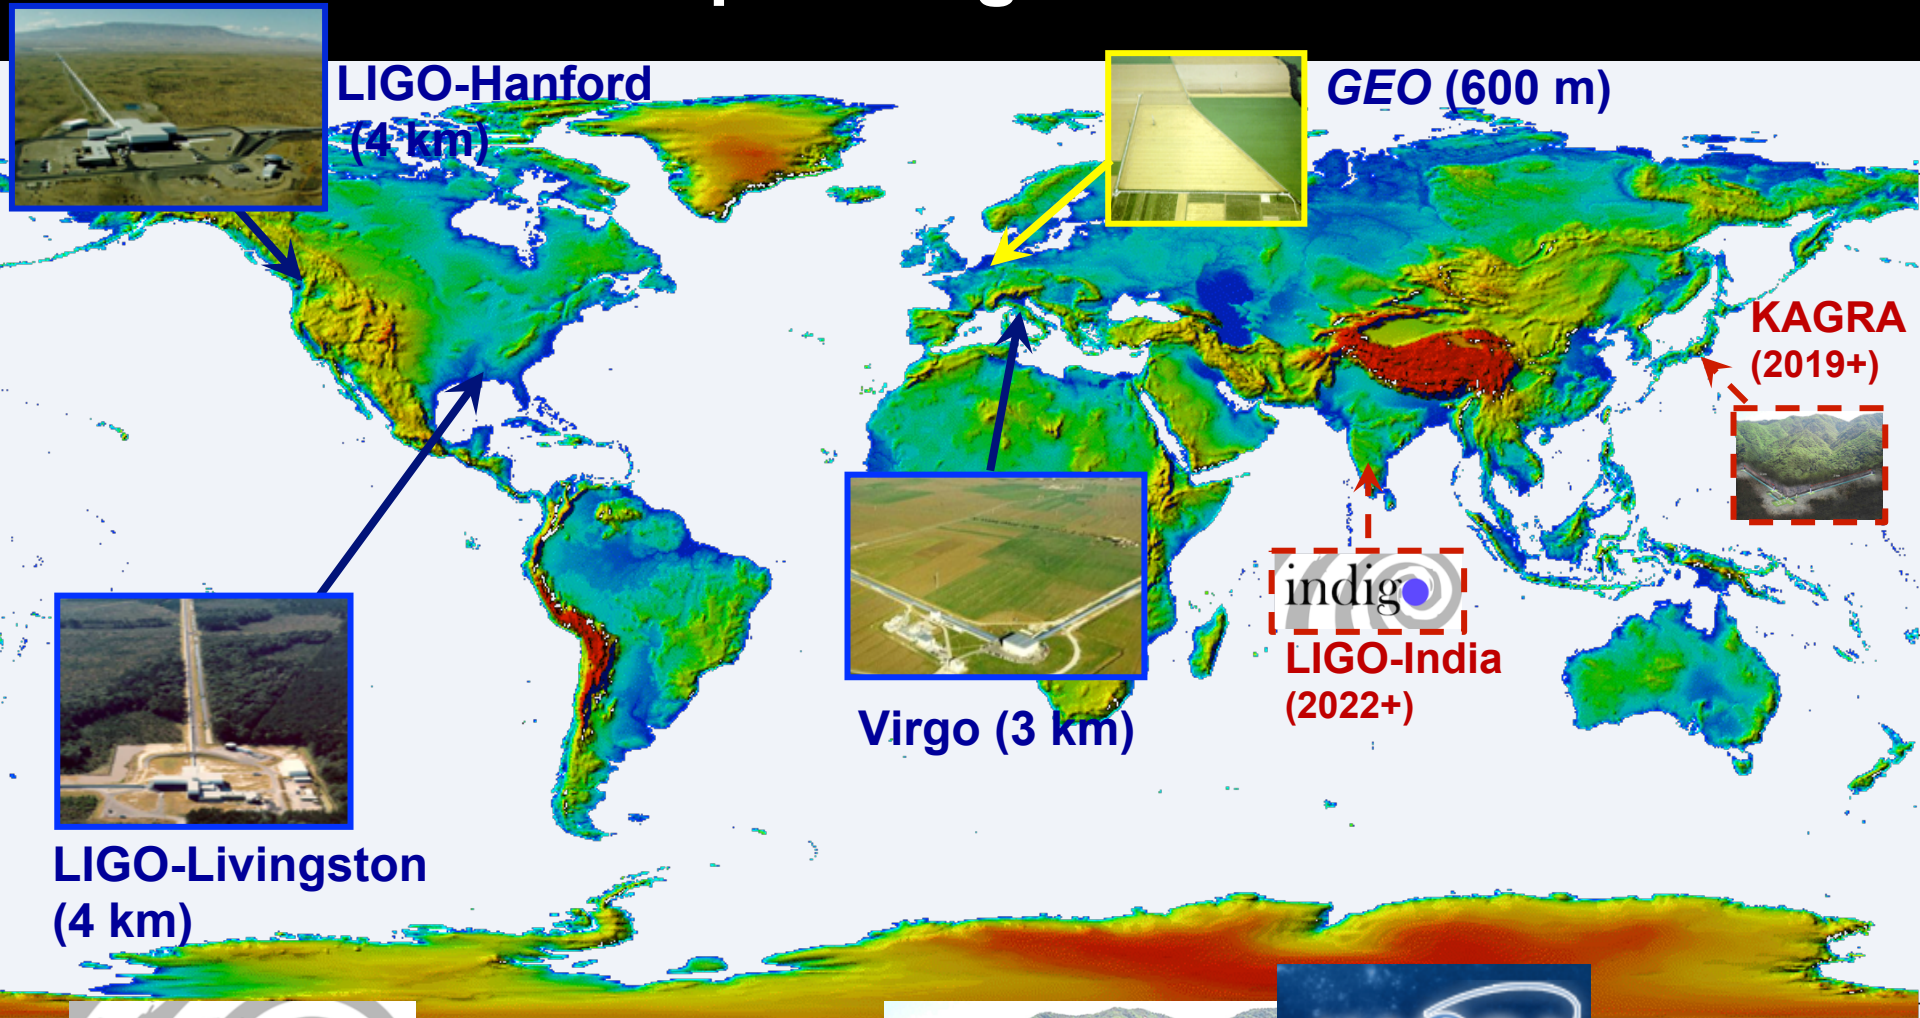 LIGO-Hanford
(4 km)
GEO (600 m)
KAGRA
(2019+)
indigo
LIGO-India
(2022+)
Virgo (3 km)
LIGO-Livingston
(4 km)